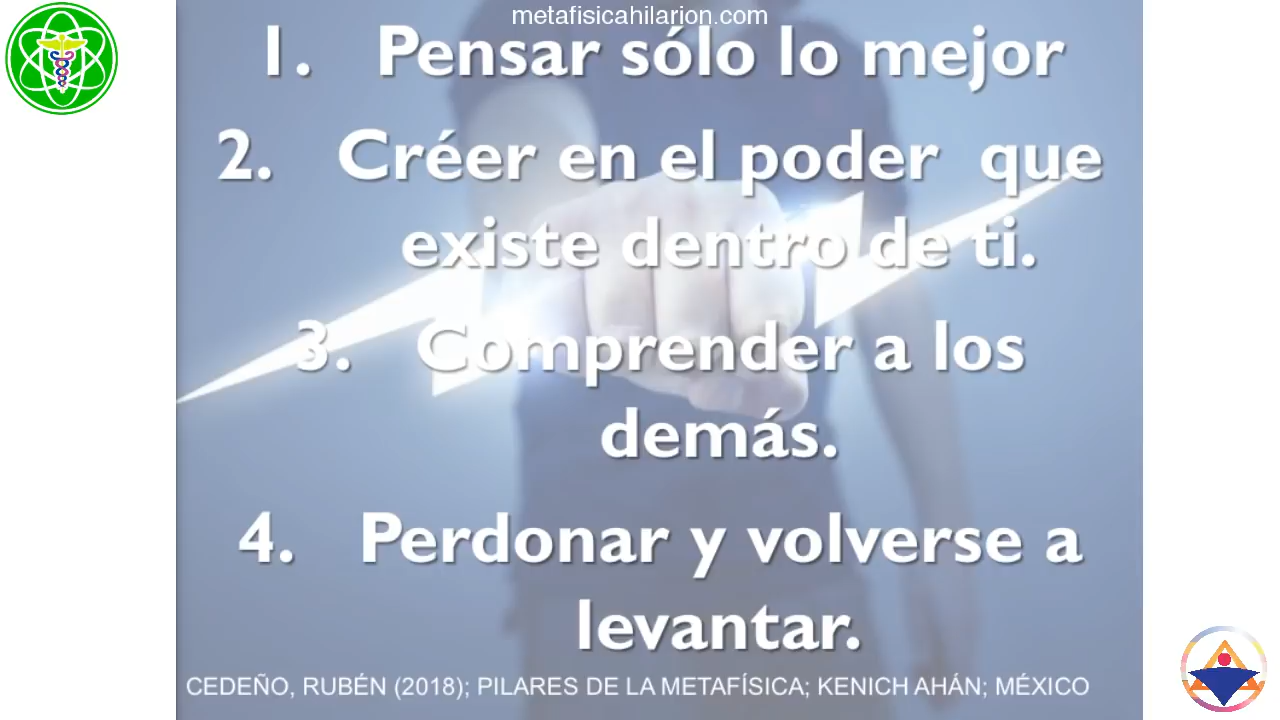 metafisicahilarion.com
1. Pensar sólo lo mejor
2. Créer en el poder que
existe dentro de ti.
3. Comprender a los
demás.
4. Perdonar y volverse a
levantar.
CEDEÑO, RUBÉN (2018); PILARES DE LA METAFÍSICA; KENICH AHÁN; MÉXICO